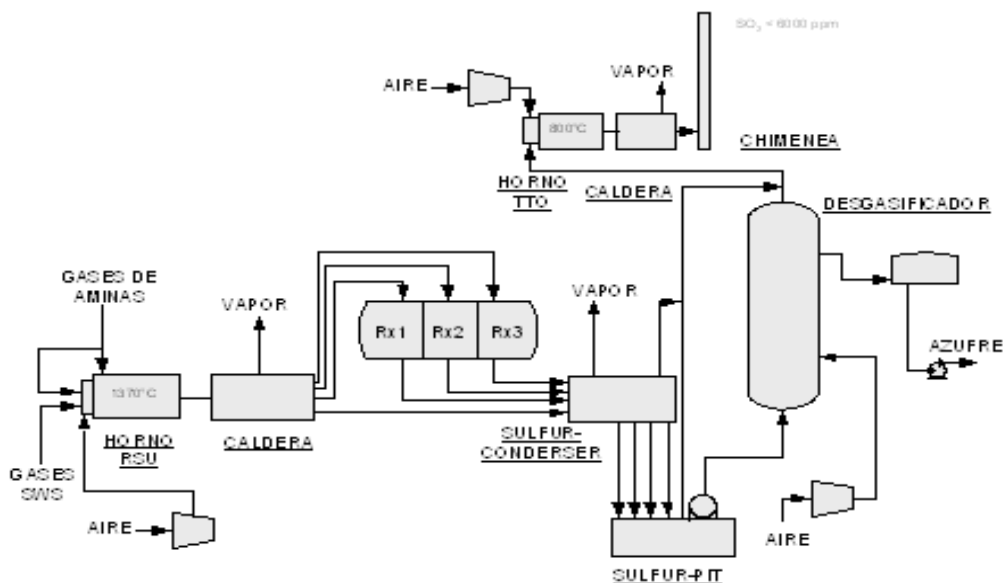 SO₂ < 6000 ppm
VAPOR
AIRE
800°C
CHIMENEA
HORNO
TTO
CALDERA
DESGASIFICADOR
GASES DE
AMINAS
VAPOR
VAPOR
Rx1 Rx2 Rx3
AZUFRE
1370°C
HORNO
RSU
CALDERA
SULFUR-
CONDERSER
GASES
SWS
AIRE
AIRE
SULFUR-PIT